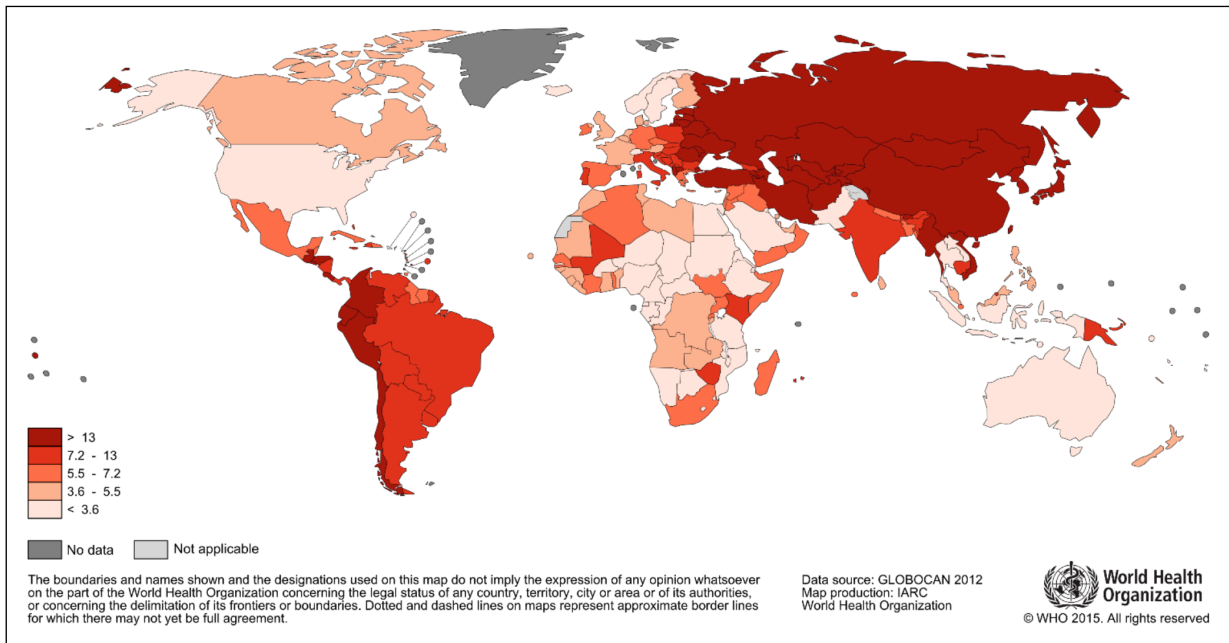 > 13
7.2 - 13
5.5 - 7.2
3.6 - 5.5
< 3.6
No data
Not applicable
The boundaries and names shown and the designations used on this map do not imply the expression of any opinion whatsoever
on the part of the World Health Organization concerning the legal status of any country, territory, city or area or of its authorities,
or concerning the delimitation of its frontiers or boundaries. Dotted and dashed lines on maps represent approximate border lines
for which there may not yet be full agreement.
Data source: GLOBOCAN 2012
Map production: IARC
World Health Organization
World Health
Organization
© WHO 2015. All rights reserved